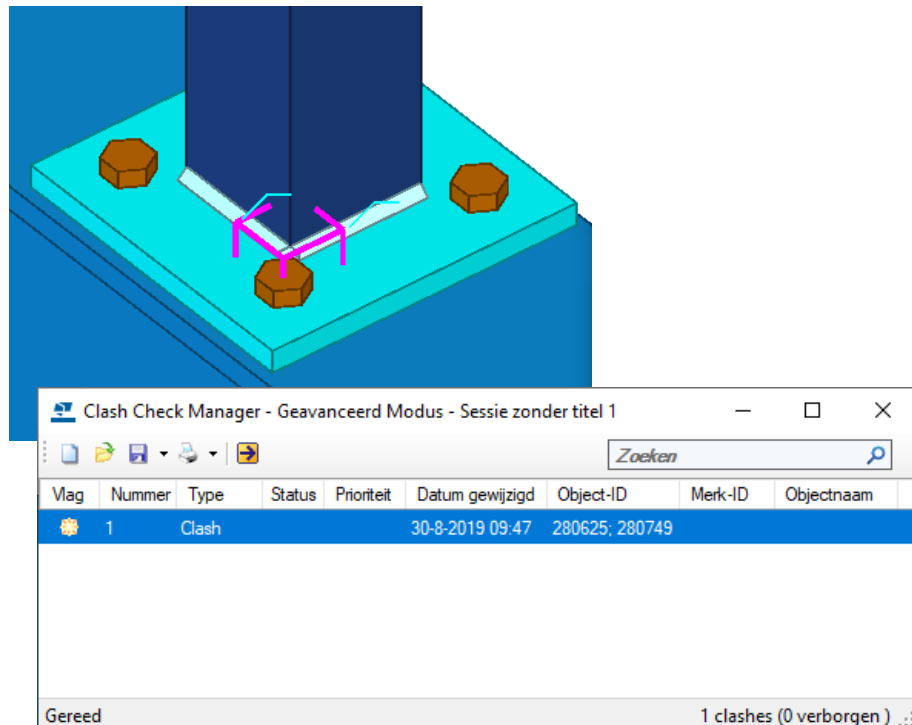 Clash Check Manager - Geavanceerd Modus - Sessie zonder titel 1
Zoeken
Vlag Nummer Type Status Prioriteit Datum gewijzigd Object-ID Merk-ID Objectnaam
1 Clash 30-8-2019 09:47 280625; 280749
Gereed 1 clashes (0 verborgen )